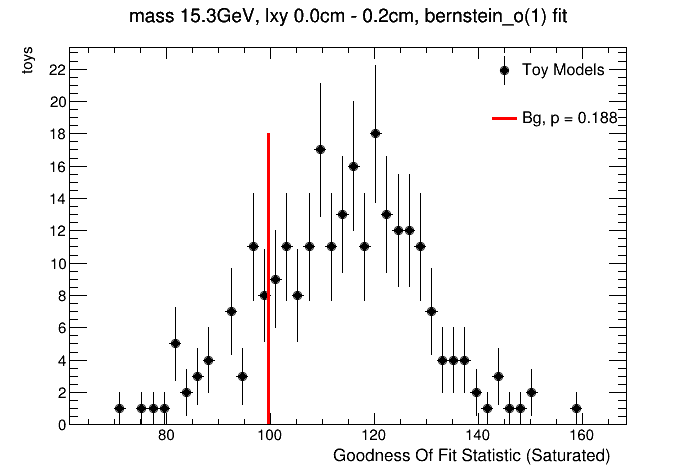 mass 15.3GeV, lxy 0.0cm - 0.2cm, bernstein_o(1) fit
toys
22
20
18
16
14
12
10
8
6
4
2
0
Toy Models
Bg, p = 0.188
80 100 120 140 160
Goodness Of Fit Statistic (Saturated)